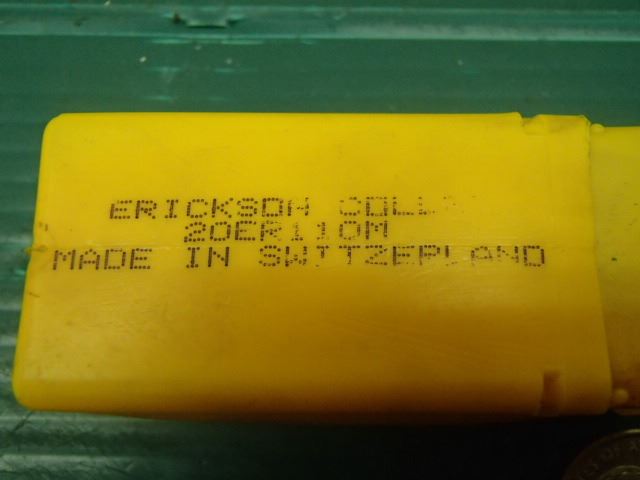 ERICKSON COLL
20ER110M
MADE IN SWITZERLAND